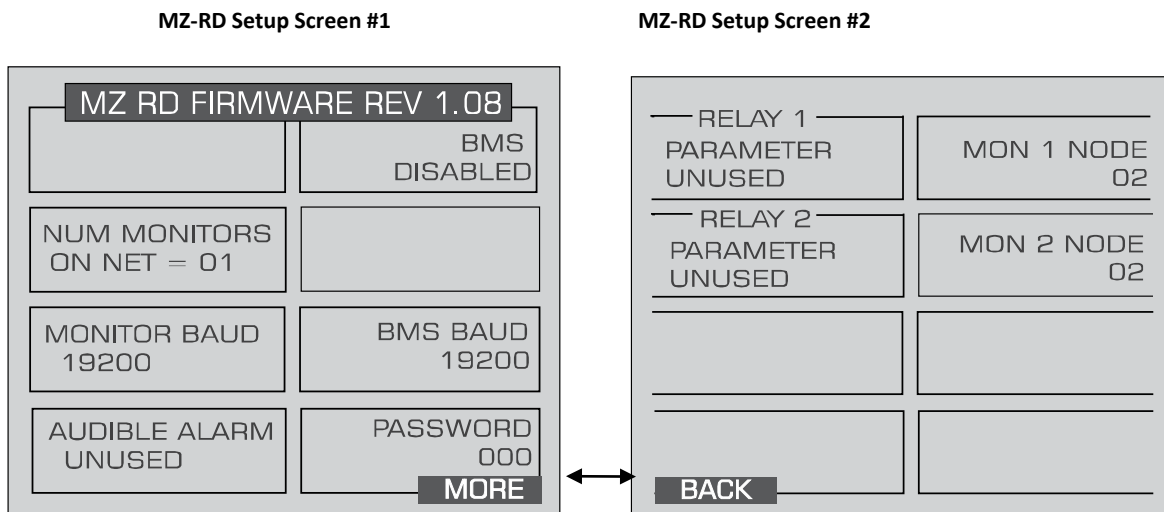 MZ-RD Setup Screen #1
MZ-RD Setup Screen #2
MZ RD FIRMWARE REV 1.08
BMS
DISABLED
NUM MONITORS
ON NET = 01
MONITOR BAUD
19200
BMS BAUD
19200
AUDIBLE ALARM
UNUSED
PASSWORD
000
MORE
RELAY 1
PARAMETER
UNUSED
MON 1 NODE
02
RELAY 2
PARAMETER
UNUSED
MON 2 NODE
02
BACK